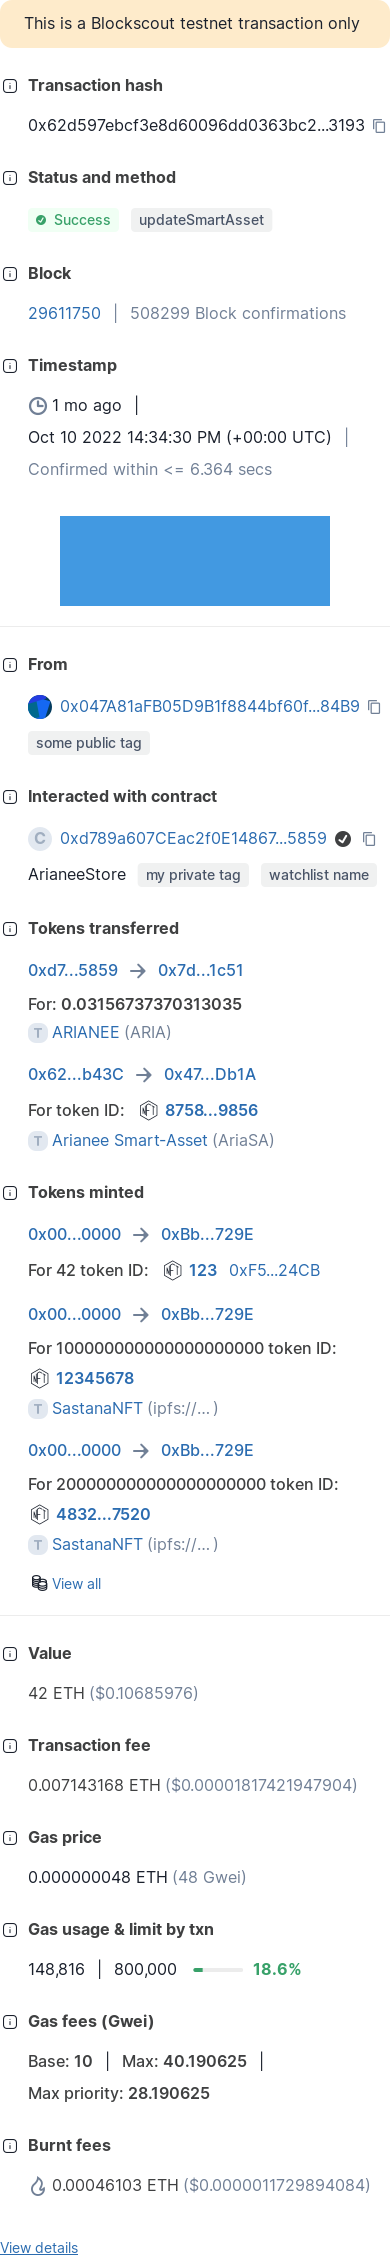 This is a Blockscout testnet transaction only
Transaction hash
0x62d597ebcf3e8d60096dd0363bc2...3193
Status and method
Success updateSmartAsset
Block
29611750 | 508299 Block confirmations
Timestamp
1 mo ago |
Oct 10 2022 14:34:30 PM (+00:00 UTC) |
Confirmed within <= 6.364 secs
From
0x047A81aFB05D9B1f8844bf60f...84B9
some public tag
Interacted with contract
C 0xd789a607CEac2f0E14867...5859
ArianeeStore my private tag watchlist name
Tokens transferred
0xd7...5859 → 0x7d...1c51
For: 0.03156737370313035
T ARIANEE (ARIA)
0x62...b43C → 0x47...Db1A
For token ID: NFT 8758...9856
T Arianee Smart-Asset (AriaSA)
Tokens minted
0x00...0000 → 0xBb...729E
For 42 token ID: NFT 123 0xF5...24CB
0x00...0000 → 0xBb...729E
For 100000000000000000000 token ID:
NFT 12345678
T SastanaNFT (ipfs://... )
0x00...0000 → 0xBb...729E
For 200000000000000000000 token ID:
NFT 4832...7520
T SastanaNFT (ipfs://... )
View all
Value
42 ETH ($0.10685976)
Transaction fee
0.007143168 ETH ($0.00001817421947904)
Gas price
0.000000048 ETH (48 Gwei)
Gas usage & limit by txn
148,816 | 800,000 18.6%
Gas fees (Gwei)
Base: 10 | Max: 40.190625 |
Max priority: 28.190625
Burnt fees
0.00046103 ETH ($0.0000011729894084)
View details